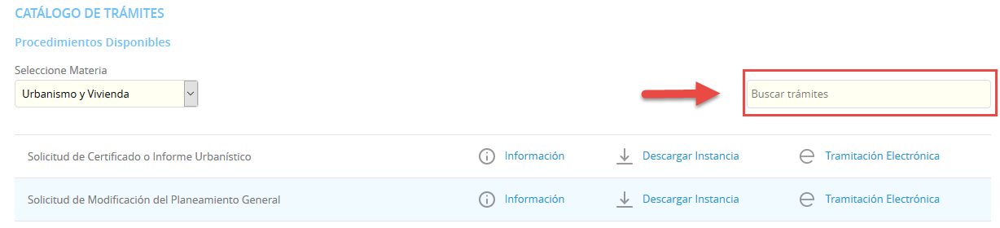 CATÁLOGO DE TRÁMITES
Procedimientos Disponibles
Seleccione Materia
Urbanismo y Vivienda
Buscar trámites
Solicitud de Certificado o Informe Urbanístico Información Descargar Instancia Tramitación Electrónica
Solicitud de Modificación del Planeamiento General Información Descargar Instancia Tramitación Electrónica